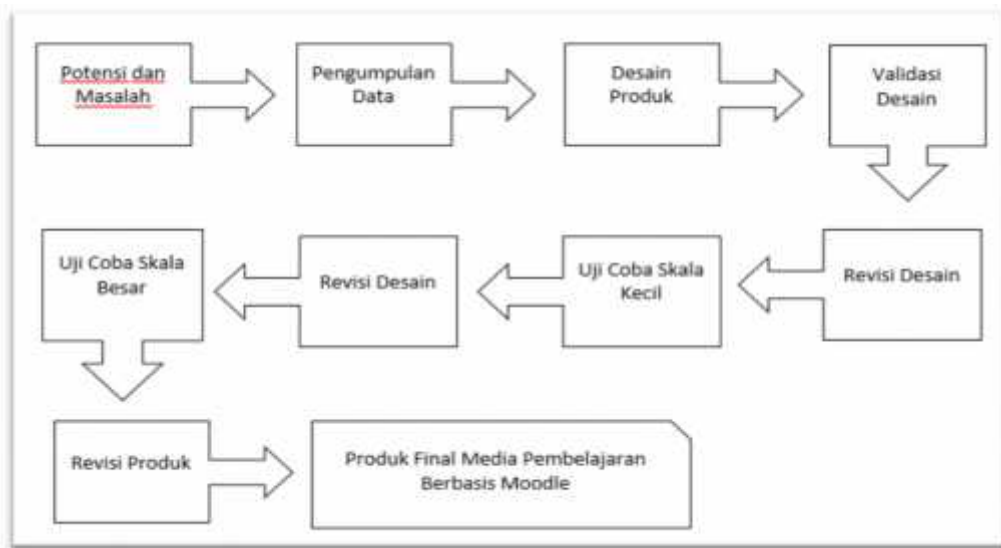 Potensi dan
Masalah
Pengumpulan
Data
Desain
Produk
Validasi
Desain
Revisi Desain
Uji Coba Skala
Kecil
Revisi Desain
Uji Coba Skala
Besar
Revisi Produk
Produk Final Media Pembelajaran
Berbasis Moodle